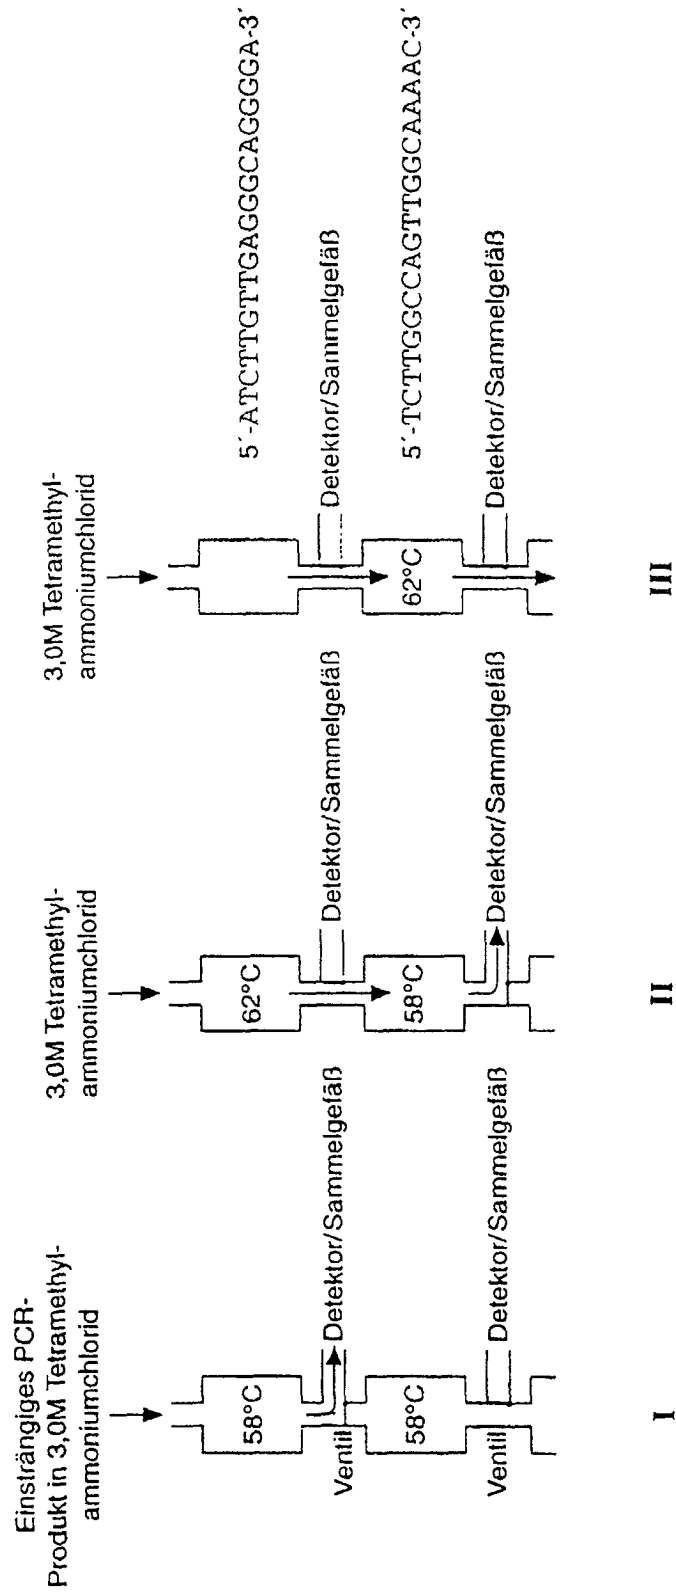 Einsträngiges PCR-
Produkt in 3,0M Tetramethyl-
ammoniumchlorid
58°C
Detektor/Sammelgefäß
Ventil
58°C
Detektor/Sammelgefäß
Ventil
I
3,0M Tetramethyl-
ammoniumchlorid
62°C
Detektor/Sammelgefäß
58°C
Detektor/Sammelgefäß
II
3,0M Tetramethyl-
ammoniumchlorid
5´-ATCTTGTTGAGGGCAGGGGA-3´
Detektor/Sammelgefäß
62°C
5´-TCTTGGCCAGTTGGCAAAAC-3´
Detektor/Sammelgefäß
III